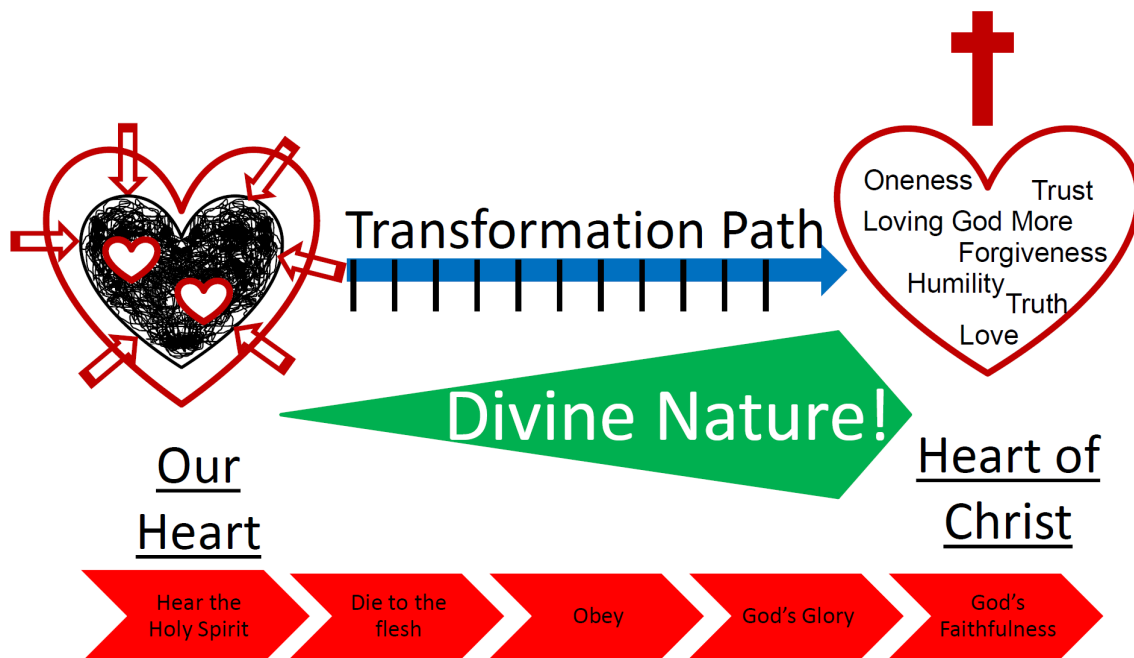 Transformation Path
Oneness
Trust
Loving God More
Forgiveness
Humility
Truth
Love
Divine Nature!
Our
Heart
Heart of
Christ
Hear the
Holy Spirit
Die to the
flesh
Obey
God's Glory
God's
Faithfulness